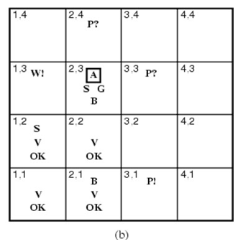 1.4
2.4
P?
3.4
4.4
1.3 W!
2.3 A
S G
B
3.3 P?
4.3
1.2
S
V
OK
2.2
V
OK
3.2
4.2
1.1
V
OK
2.1
B
V
OK
3.1 P!
4.1
(b)